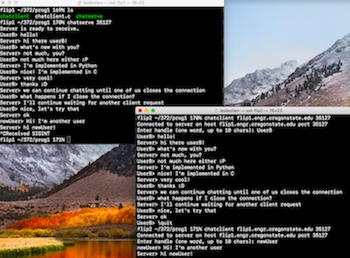 flip1 ~/372/prog1 169% ls
chatclient chatclient.c chatserve
flip1 ~/372/prog1 170% chatserve 35127
Server is ready to receive.
UserB> hello!
Server> hi there userB!
UserB> what's new with you?
Server> not much, you?
UserB> not much here either :P
Server> I'm implemented in Python
UserB> nice! I'm implemented in C
Server> very cool!
UserB> thanks :D
Server> we can continue chatting until one of us closes the connection
UserB> what happens if I close the connection?
Server> I'll continue waiting for another client request
UserB> nice, let's try that
Server> ok
newUser> Hi! I'm another user
Server> hi newUser!
^CReceived SIGINT
flip1 ~/372/prog1 171%
flip2 ~/372/prog1 170% chatclient flip1.engr.oregonstate.edu 35127
Connected to server on host flip1.engr.oregonstate.edu port 35127
Enter handle (one word, up to 10 chars): UserB
UserB> hello!
Server> hi there userB!
UserB> what's new with you?
Server> not much, you?
UserB> not much here either :P
Server> I'm implemented in Python
UserB> nice! I'm implemented in C
Server> very cool!
UserB> thanks :D
Server> we can continue chatting until one of us closes the connection
UserB> what happens if I close the connection?
Server> I'll continue waiting for another client request
UserB> nice, let's try that
Server> ok
UserB> \quit
flip2 ~/372/prog1 171% chatclient flip1.engr.oregonstate.edu 35127
Connected to server on host flip1.engr.oregonstate.edu port 35127
Enter handle (one word, up to 10 chars): newUser
newUser> Hi! I'm another user
Server> hi newUser!